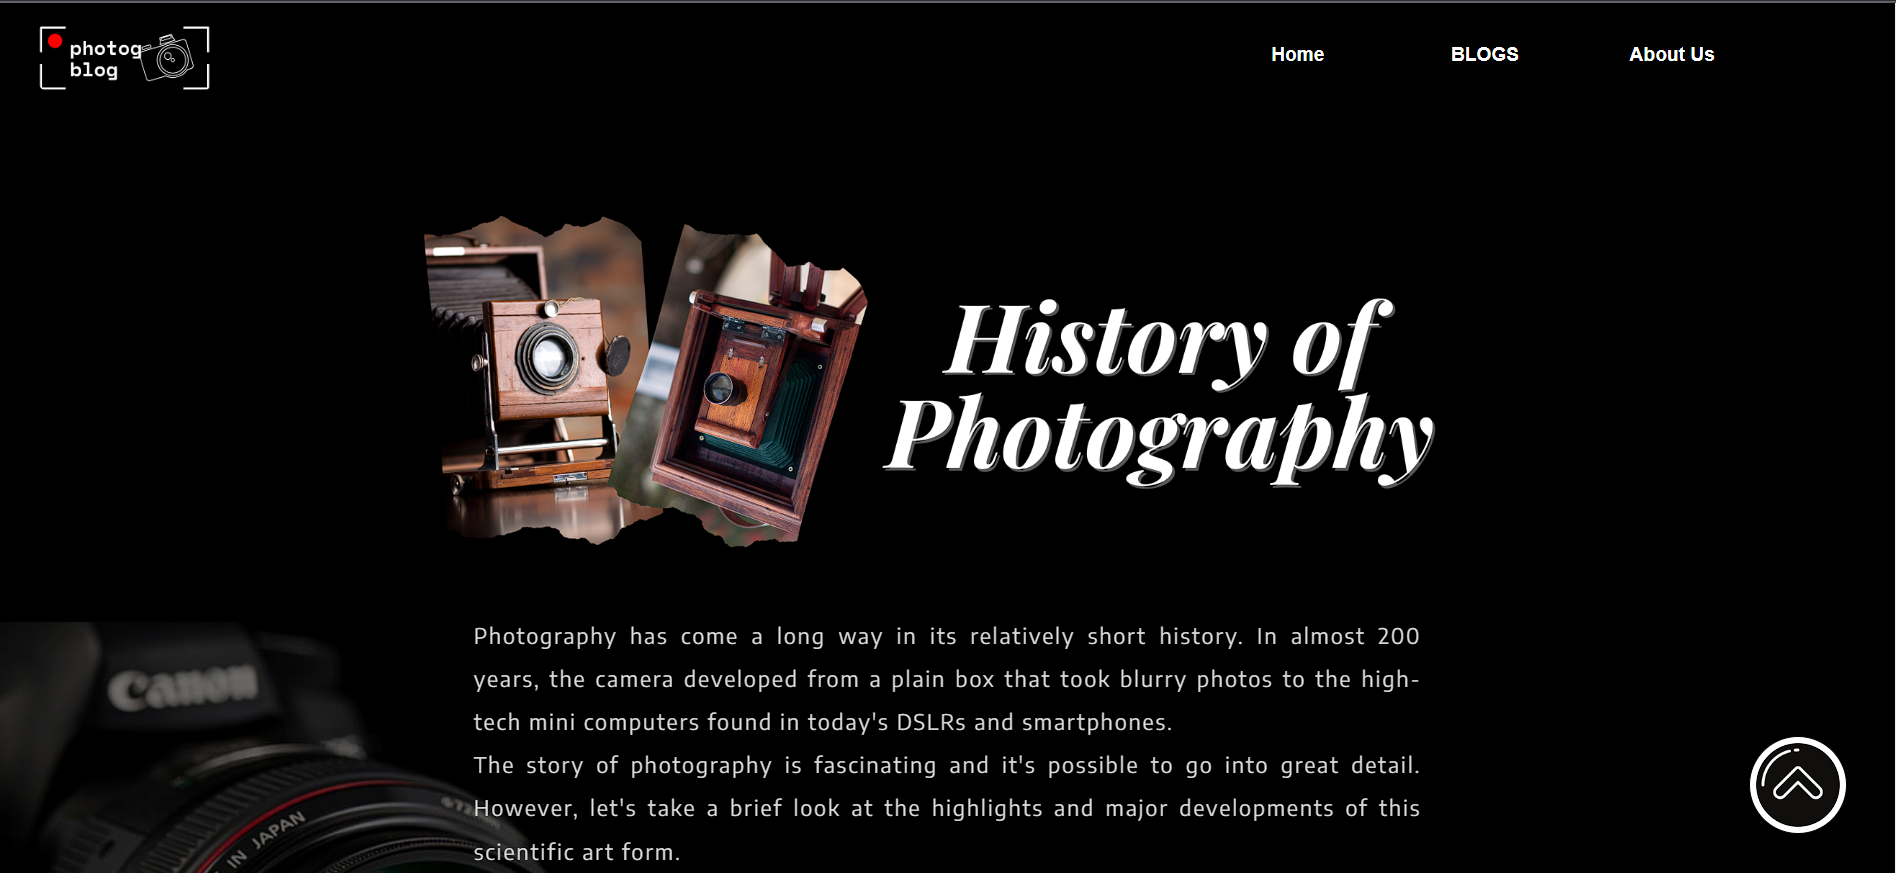 photog
blog
Home
BLOGS
About Us
History of
Photography
Photography has come a long way in its relatively short history. In almost 200
years, the camera developed from a plain box that took blurry photos to the high-
tech mini computers found in today's DSLRs and smartphones.
The story of photography is fascinating and it's possible to go into great detail.
However, let's take a brief look at the highlights and major developments of this
scientific art form.
Canon
IN JAPAN